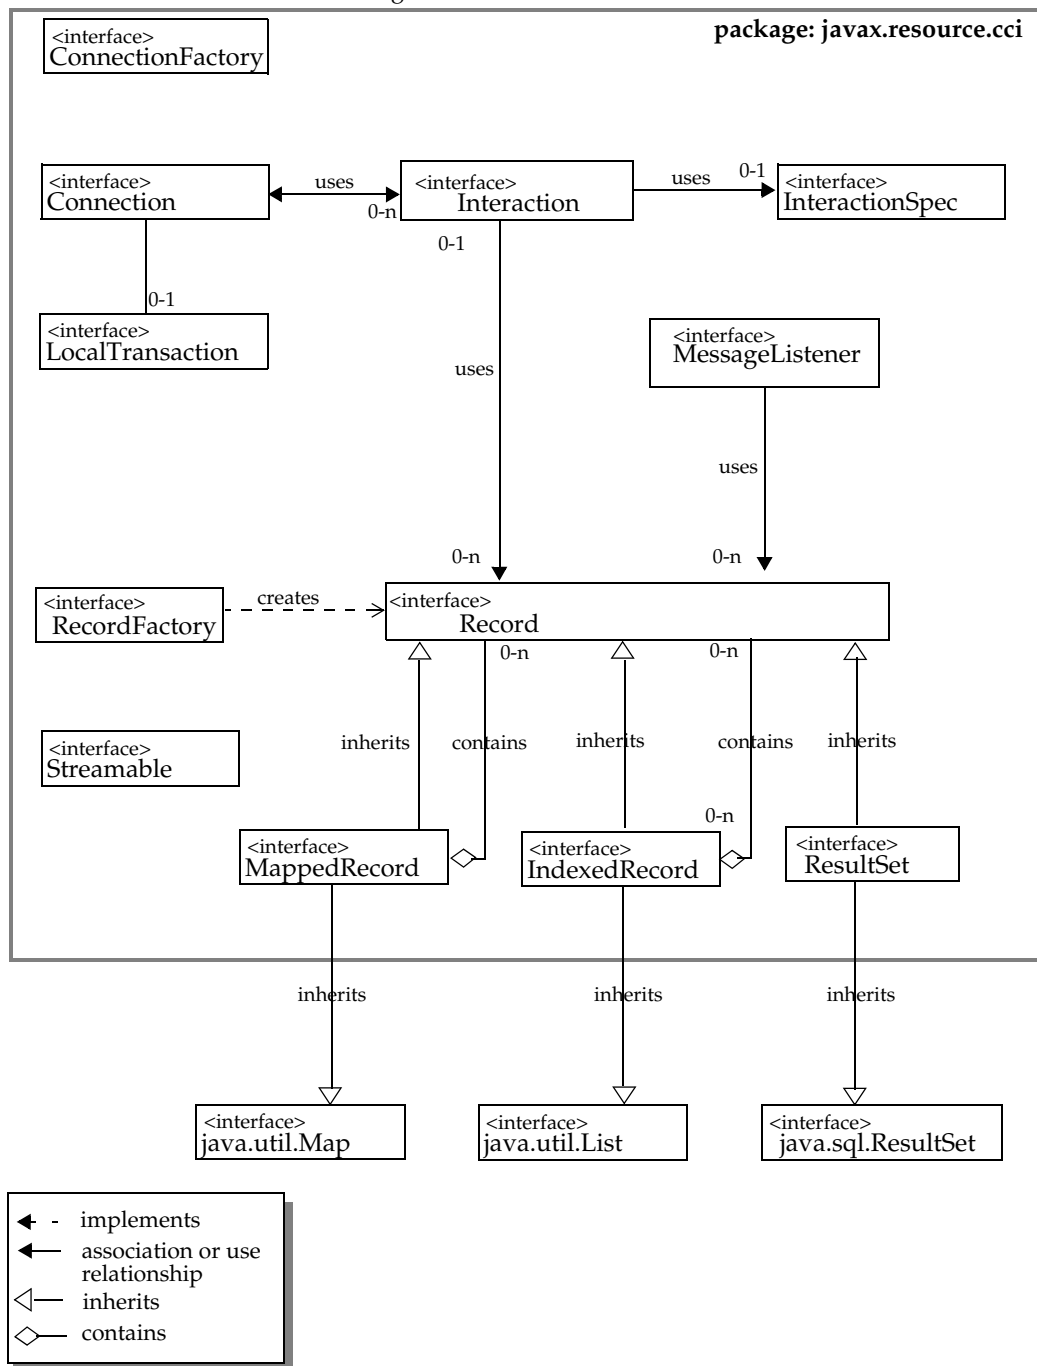 package: javax.resource.cci
<interface>
ConnectionFactory
<interface>
Connection
uses
0-n
<interface>
Interaction
uses
0-1
<interface>
InteractionSpec
0-1
0-1
<interface>
LocalTransaction
<interface>
MessageListener
uses
uses
0-n
0-n
<interface>
RecordFactory
creates
<interface>
Record
0-n
0-n
<interface>
Streamable
inherits
contains
inherits
contains
inherits
0-n
<interface>
MappedRecord
<interface>
IndexedRecord
<interface>
ResultSet
inherits
inherits
inherits
<interface>
java.util.Map
<interface>
java.util.List
<interface>
java.sql.ResultSet
implements
association or use
relationship
inherits
contains